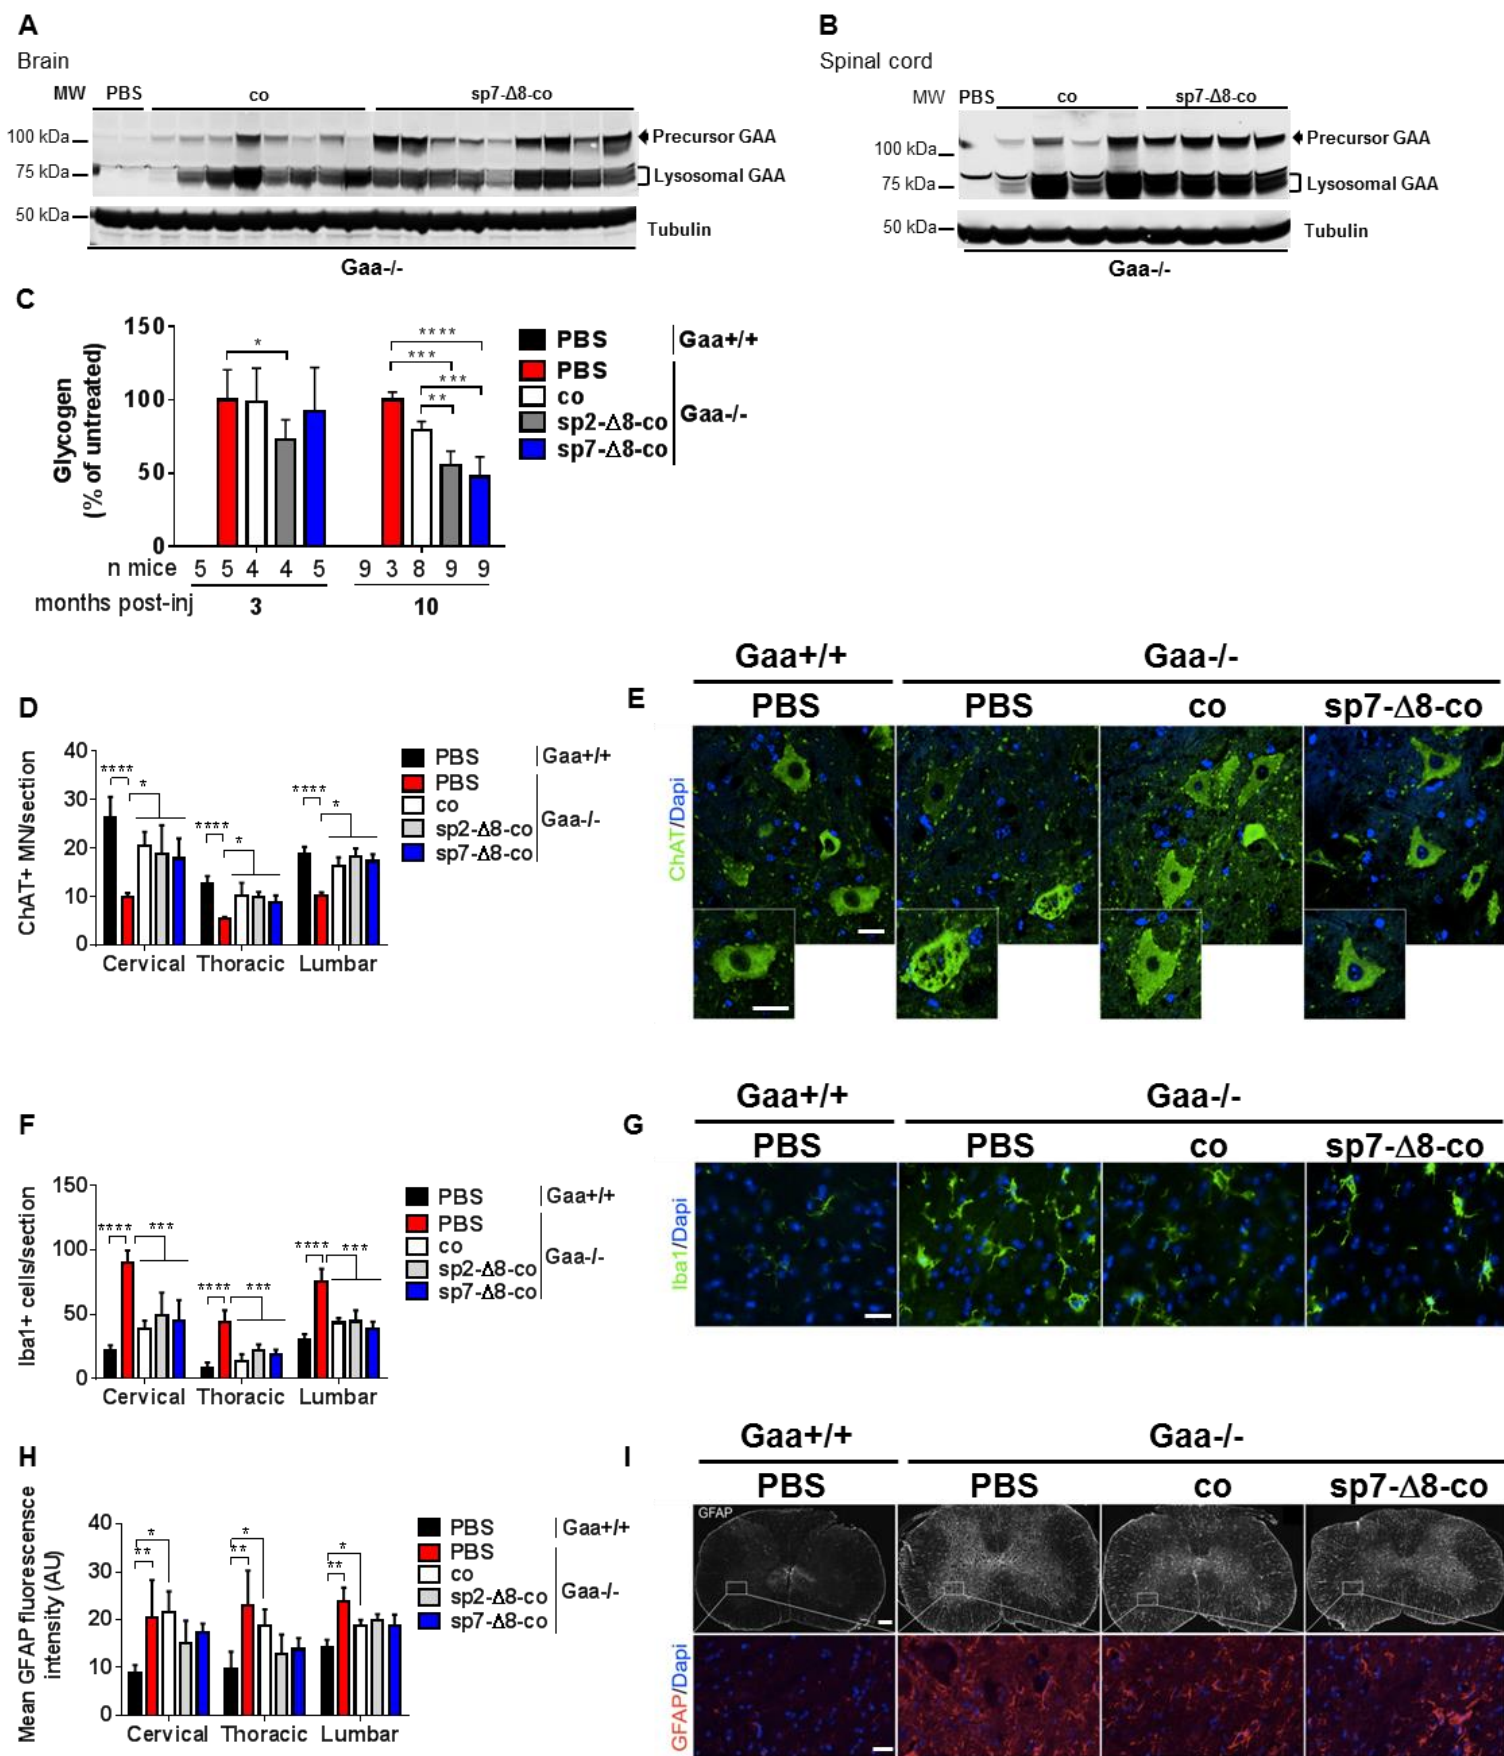 A
Brain
MW PBS co sp7-Δ8-co
100 kDa
75 kDa
50 kDa
Precursor GAA
Lysosomal GAA
Tubulin
Gaa-/-
B
Spinal cord
MW PBS co sp7-Δ8-co
100 kDa
75 kDa
50 kDa
Precursor GAA
Lysosomal GAA
Tubulin
Gaa-/-
C
Glycogen
(% of untreated)
150
100
50
0
*
****
***
***
**
n mice 5 5 4 4 5 9 3 8 9 9
months post-inj 3 10
PBS Gaa+/+
PBS
co
sp2-Δ8-co
sp7-Δ8-co
Gaa-/-
D
ChAT+ MN/section
40
30
20
10
0
**** *
**** *
**** *
Cervical Thoracic Lumbar
PBS Gaa+/+
PBS
co
sp2-Δ8-co
sp7-Δ8-co
Gaa-/-
E
Gaa+/+ Gaa-/-
PBS PBS co sp7-Δ8-co
ChAT/Dapi
F
Iba1+ cells/section
150
100
50
0
**** ***
**** ***
**** ***
Cervical Thoracic Lumbar
PBS Gaa+/+
PBS
co
sp2-Δ8-co
sp7-Δ8-co
Gaa-/-
G
Gaa+/+ Gaa-/-
PBS PBS co sp7-Δ8-co
Iba1/Dapi
H
Mean GFAP fluorescence
intensity (AU)
40
30
20
10
0
*
**
*
**
*
**
Cervical Thoracic Lumbar
PBS Gaa+/+
PBS
co
sp2-Δ8-co
sp7-Δ8-co
Gaa-/-
I
Gaa+/+ Gaa-/-
PBS PBS co sp7-Δ8-co
GFAP
GFAP/Dapi